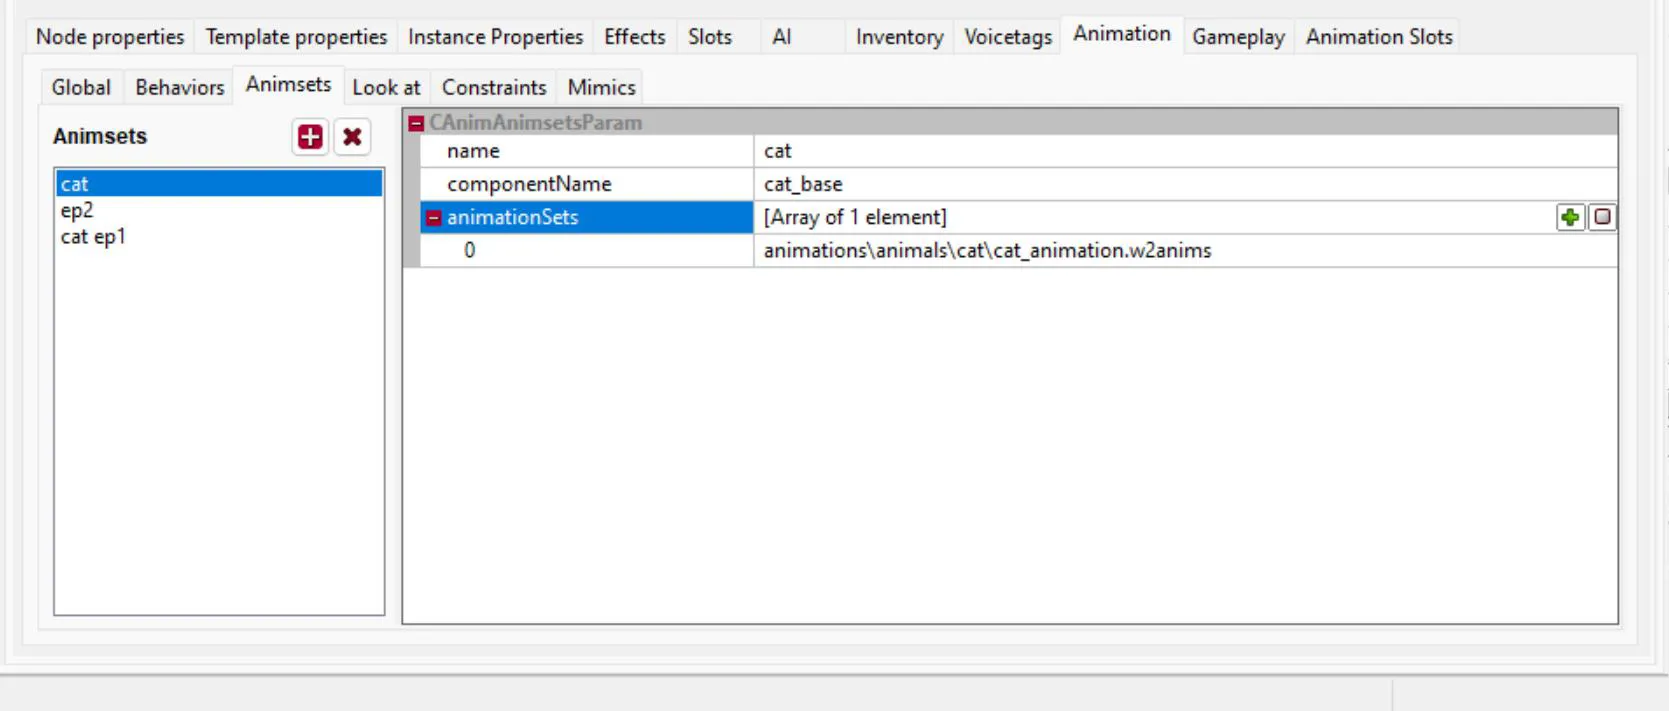 Node properties Template properties Instance Properties Effects Slots AI Inventory Voicetags Animation Gameplay Animation Slots
Global Behaviors Animsets Look at Constraints Mimics
Animsets
cat
ep2
cat ep1
CAnimAnimsetsParam
name cat
componentName cat_base
animationSets [Array of 1 element]
0 animations\animals\cat\cat_animation.w2anims